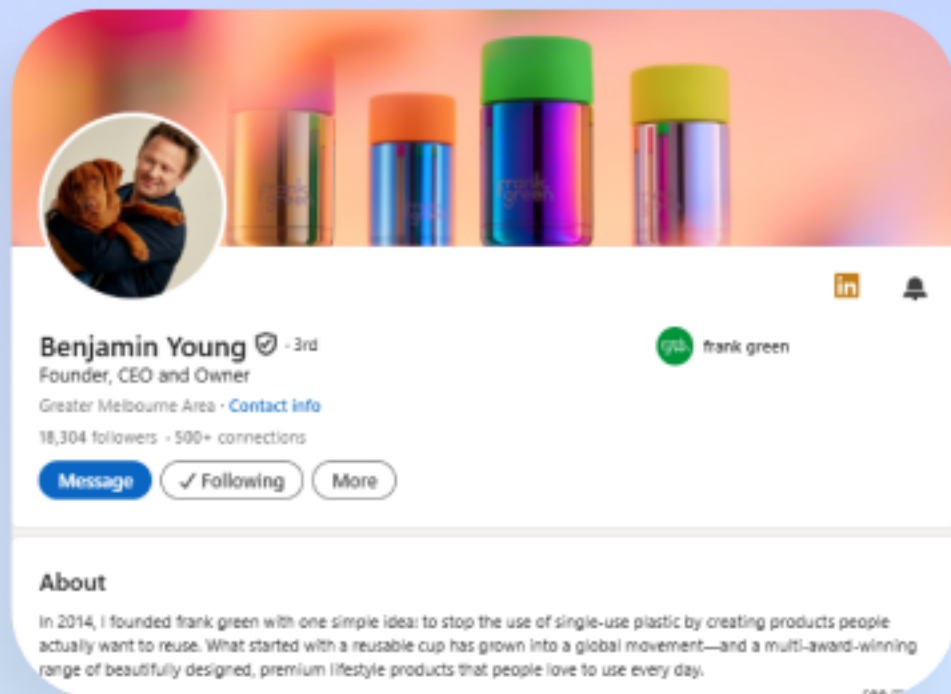 frank green
in
Benjamin Young · 3rd
frank green
Founder, CEO and Owner
Greater Melbourne Area · Contact info
18,304 followers · 500+ connections
Message ✓ Following More
About
In 2014, I founded frank green with one simple idea: to stop the use of single-use plastic by creating products people
actually want to reuse. What started with a reusable cup has grown into a global movement—and a multi-award-winning
range of beautifully designed, premium lifestyle products that people love to use every day.